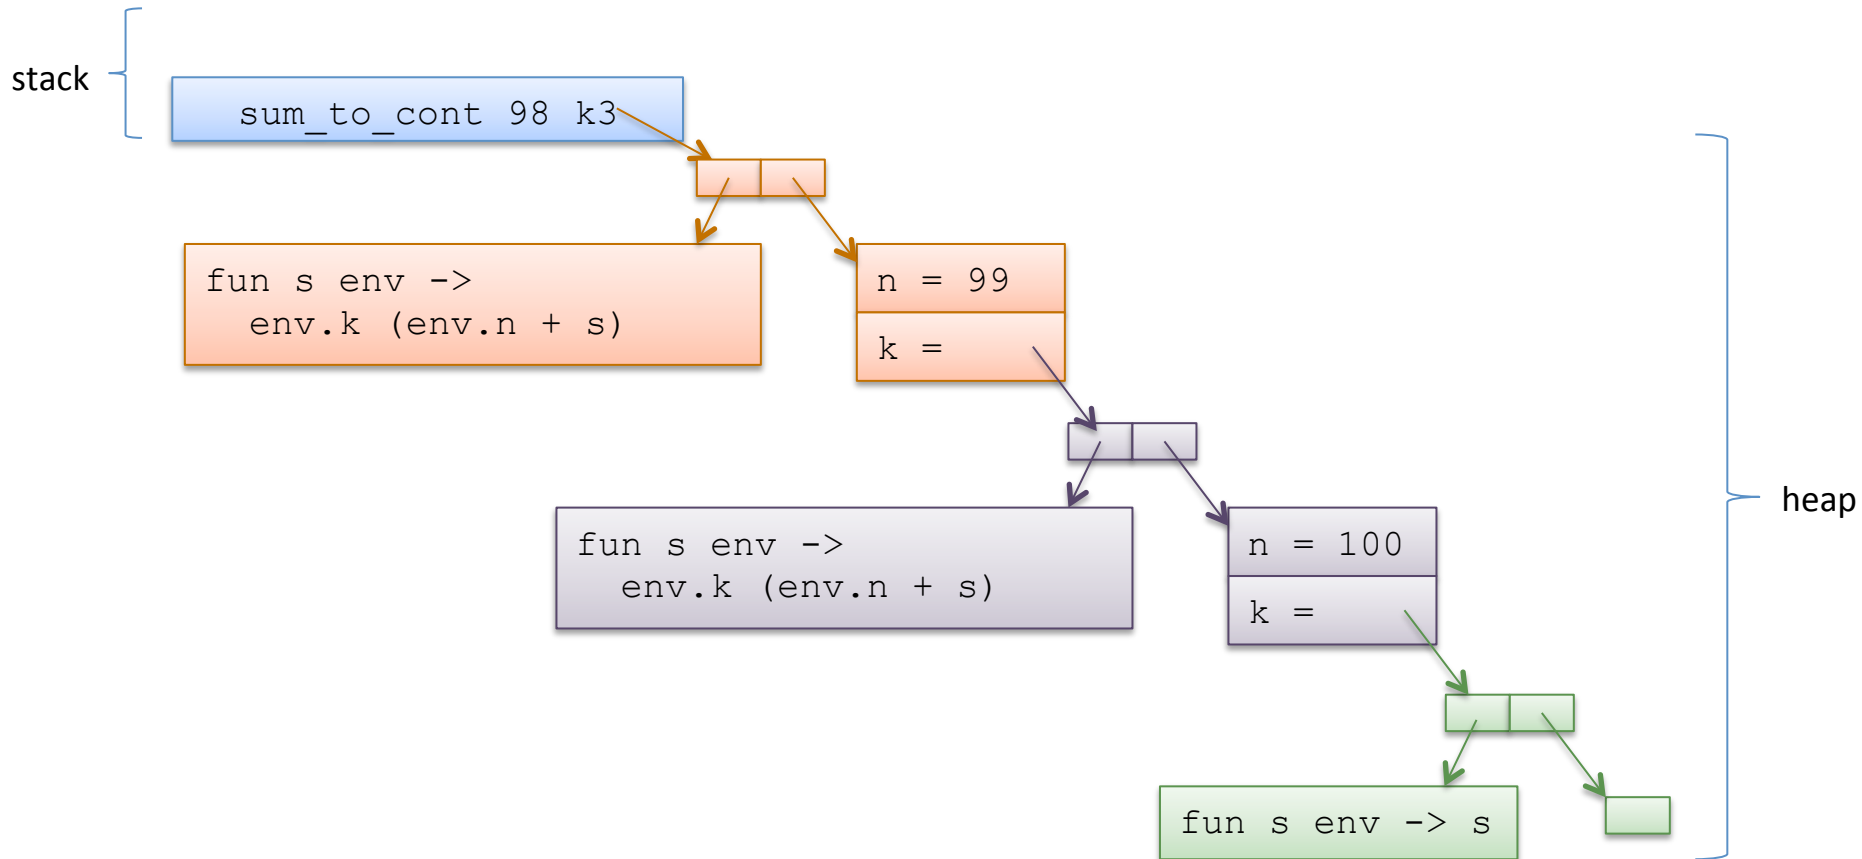 stack
sum_to_cont 98 k3
fun s env ->
env.k (env.n + s)
n = 99
k =
heap
fun s env ->
env.k (env.n + s)
n = 100
k =
fun s env -> s